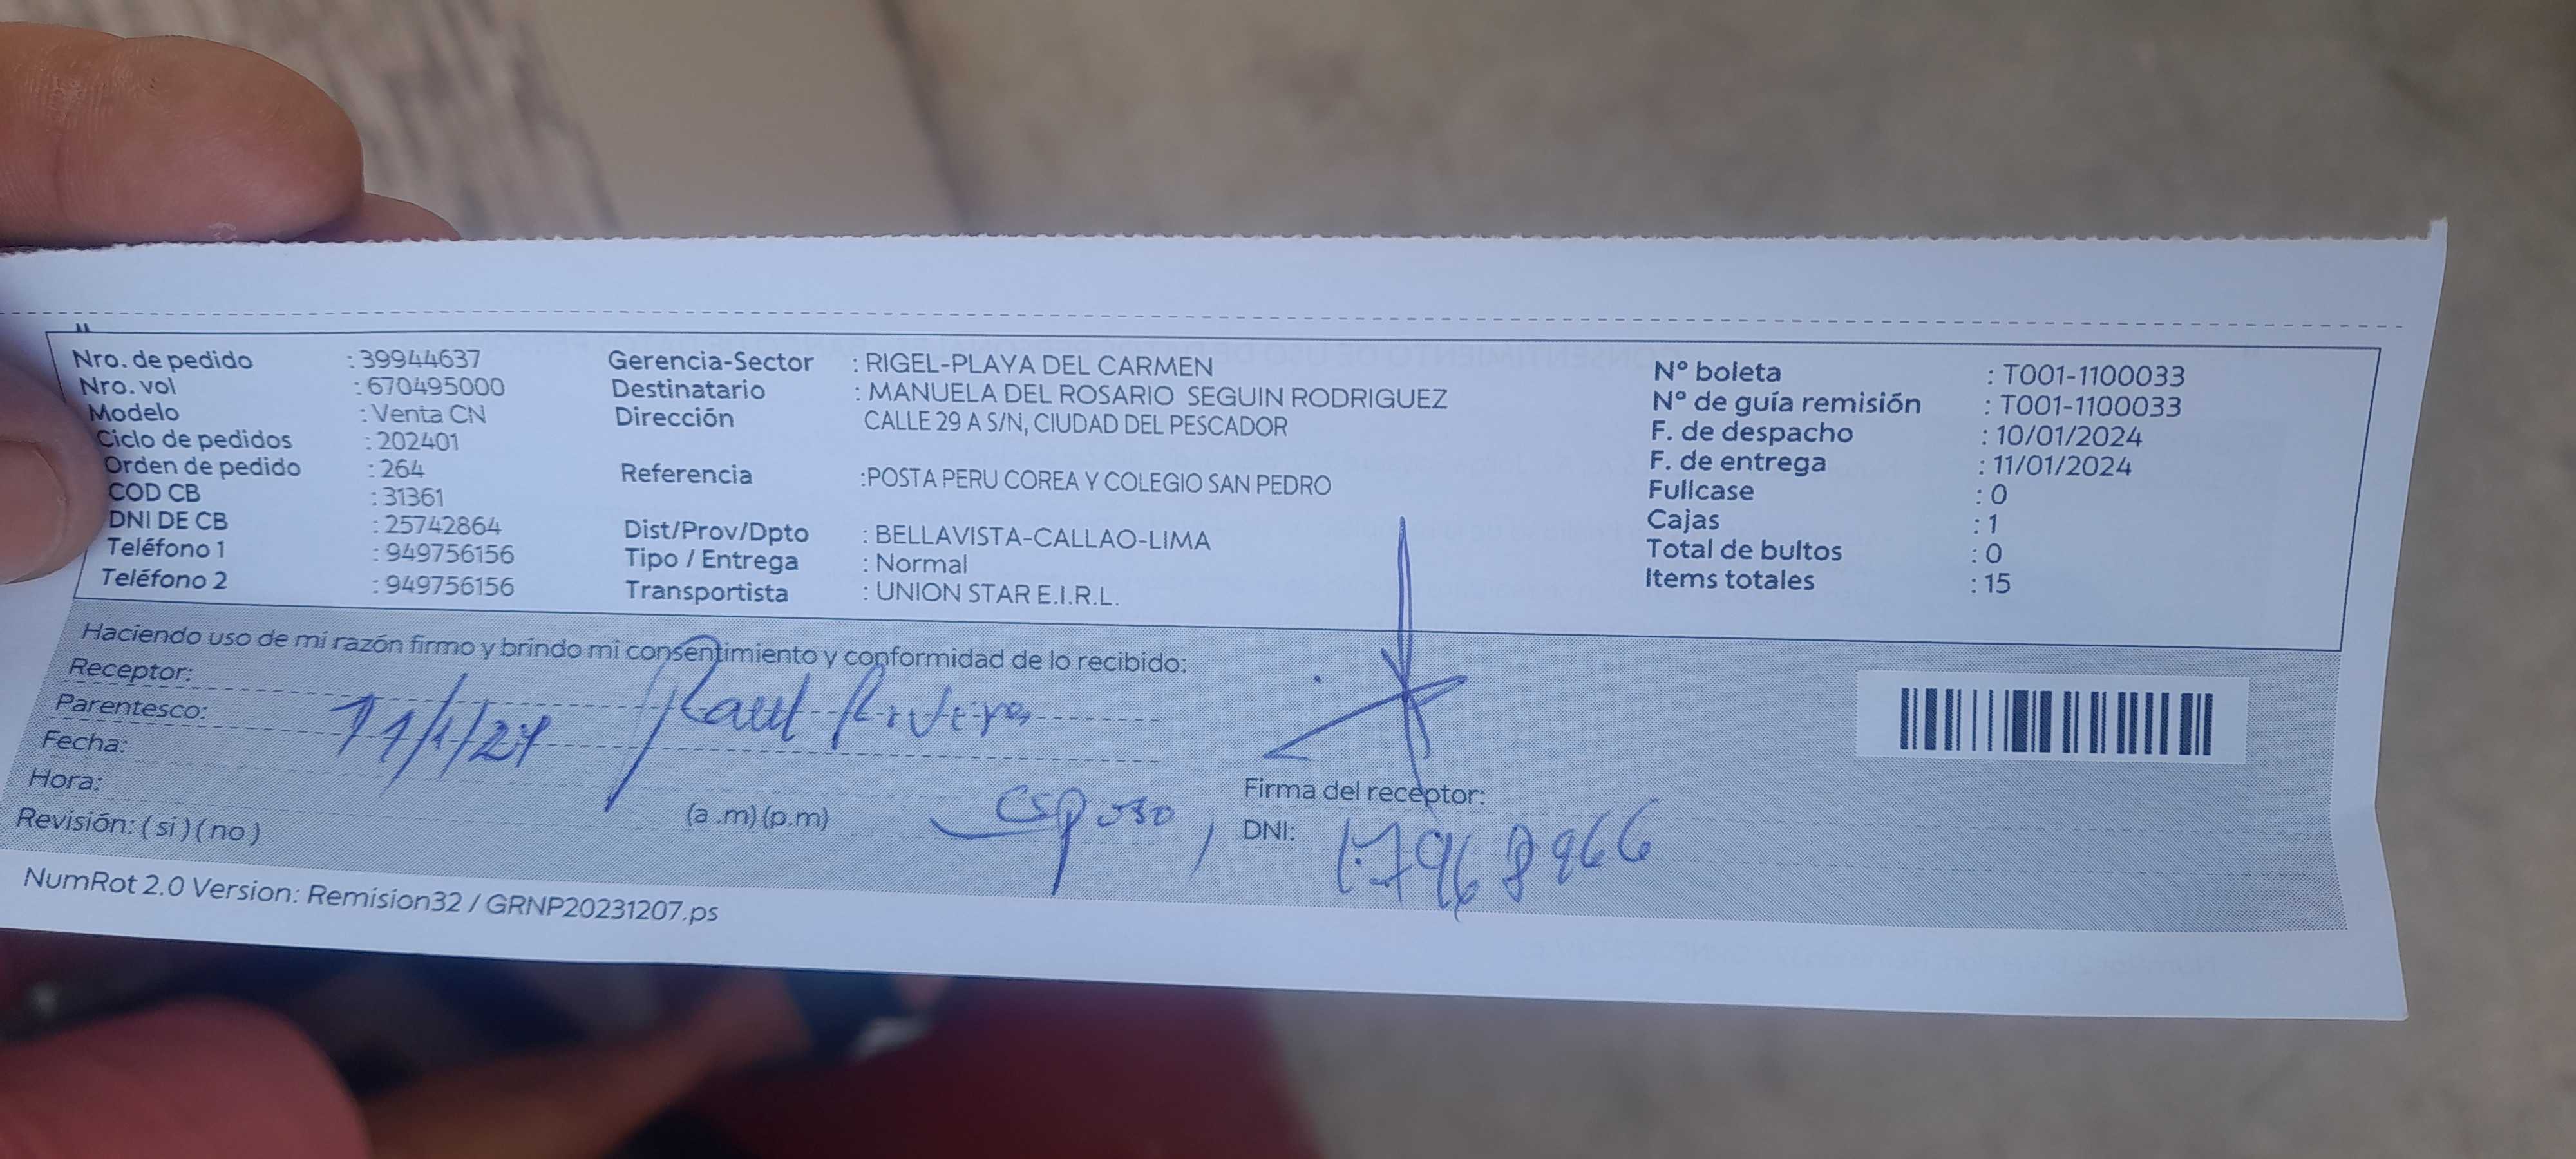 Nro. de pedido : 39944637
Nro. vol : 670495000
Modelo : Venta CN
Ciclo de pedidos : 202401
Orden de pedido : 264
COD CB : 31361
DNI DE CB : 25742864
Teléfono 1 : 949756156
Teléfono 2 : 949756156
Gerencia-Sector : RIGEL-PLAYA DEL CARMEN
Destinatario : MANUELA DEL ROSARIO SEGUIN RODRIGUEZ
Dirección CALLE 29 A S/N, CIUDAD DEL PESCADOR
Referencia :POSTA PERU COREA Y COLEGIO SAN PEDRO
Dist/Prov/Dpto : BELLAVISTA-CALLAO-LIMA
Tipo / Entrega : Normal
Transportista : UNION STAR E.I.R.L.
Nº boleta : T001-1100033
Nº de guía remisión : T001-1100033
F. de despacho : 10/01/2024
F. de entrega : 11/01/2024
Fullcase : 0
Cajas : 1
Total de bultos : 0
Items totales : 15
Haciendo uso de mi razón firmo y brindo mi consentimiento y conformidad de lo recibido:
Receptor: Raul Rivera
Parentesco:
Fecha: 11/1/24
Hora: (a .m) (p.m) esposo
Revisión: ( si ) ( no )
Firma del receptor:
DNI: 17968966
NumRot 2.0 Version: Remision32 / GRNP20231207.ps